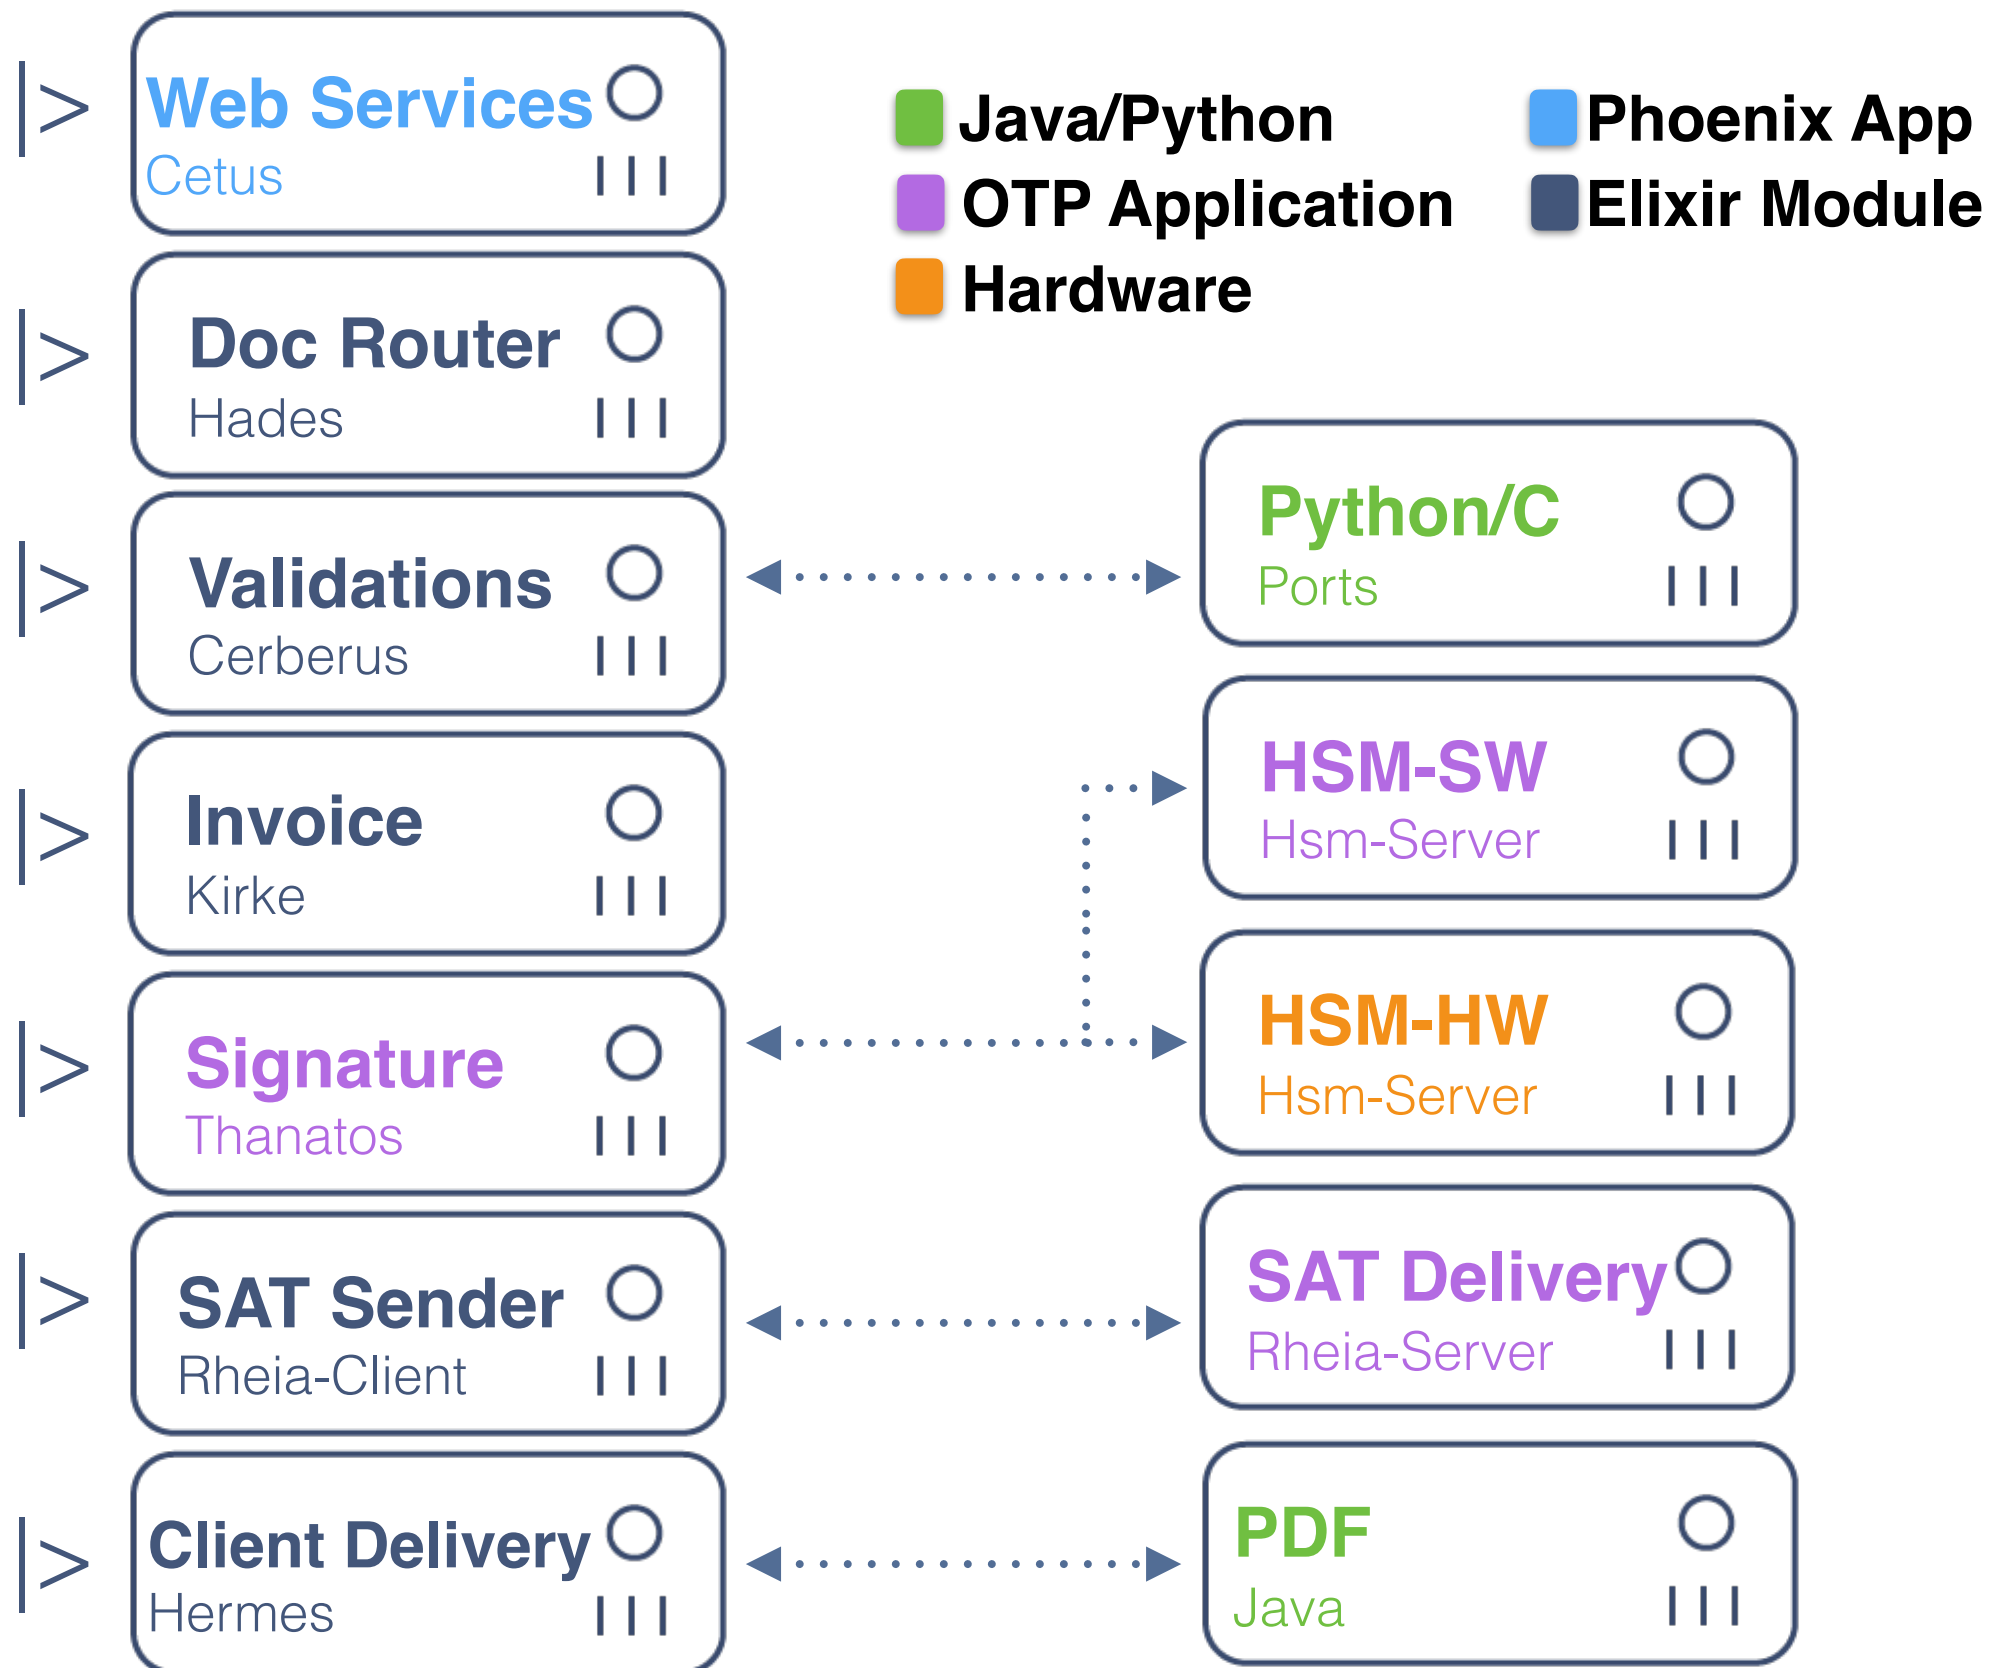 |>
Web Services
Cetus
|>
Doc Router
Hades
|>
Validations
Cerberus
|>
Invoice
Kirke
|>
Signature
Thanatos
|>
SAT Sender
Rheia-Client
|>
Client Delivery
Hermes
Java/Python
OTP Application
Hardware
Phoenix App
Elixir Module
Python/C
Ports
HSM-SW
Hsm-Server
HSM-HW
Hsm-Server
SAT Delivery
Rheia-Server
PDF
Java